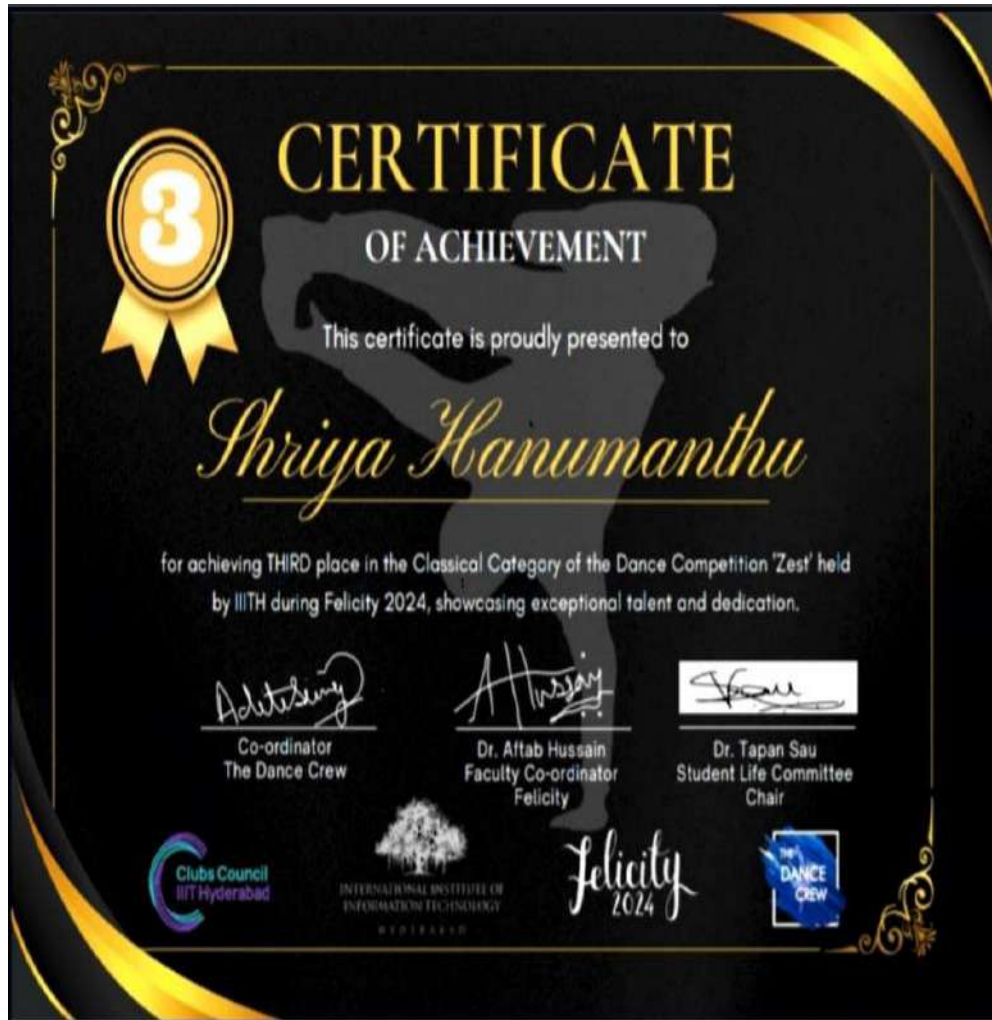 CERTIFICATE
3
OF ACHIEVEMENT
This certificate is proudly presented to
Shriya Hanumanthu
for achieving THIRD place in the Classical Category of the Dance Competition 'Zest' held
by IIITH during Felicity 2024, showcasing exceptional talent and dedication.
Co-ordinator
The Dance Crew
Dr. Aftab Hussain
Faculty Co-ordinator
Felicity
Dr. Tapan Sau
Student Life Committee
Chair
Clubs Council
IIIT Hyderabad
INTERNATIONAL INSTITUTE OF
INFORMATION TECHNOLOGY
HYDERABAD
Felicity
2024
THE
DANCE
CREW